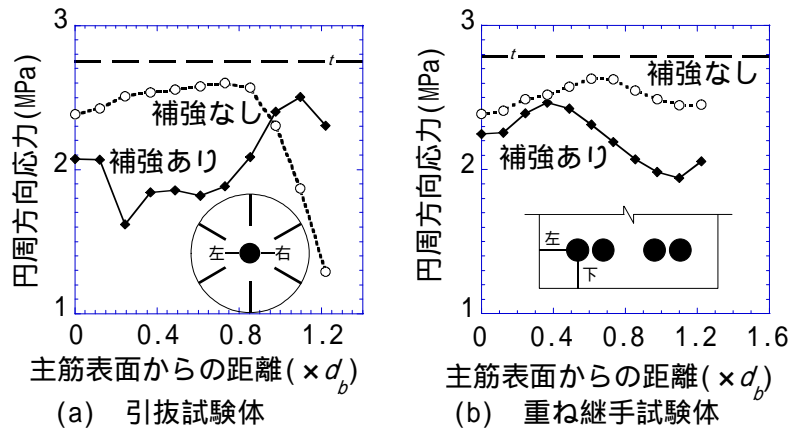 円周方向応力(MPa)
3
2
1
t
補強なし
補強あり
左
右
0 0.4 0.8 1.2
主筋表面からの距離(×d_b)
(a) 引抜試験体
円周方向応力(MPa)
3
2
1
t
補強なし
補強あり
左
下
0 0.4 0.8 1.2 1.6
主筋表面からの距離(×d_b)
(b) 重ね継手試験体